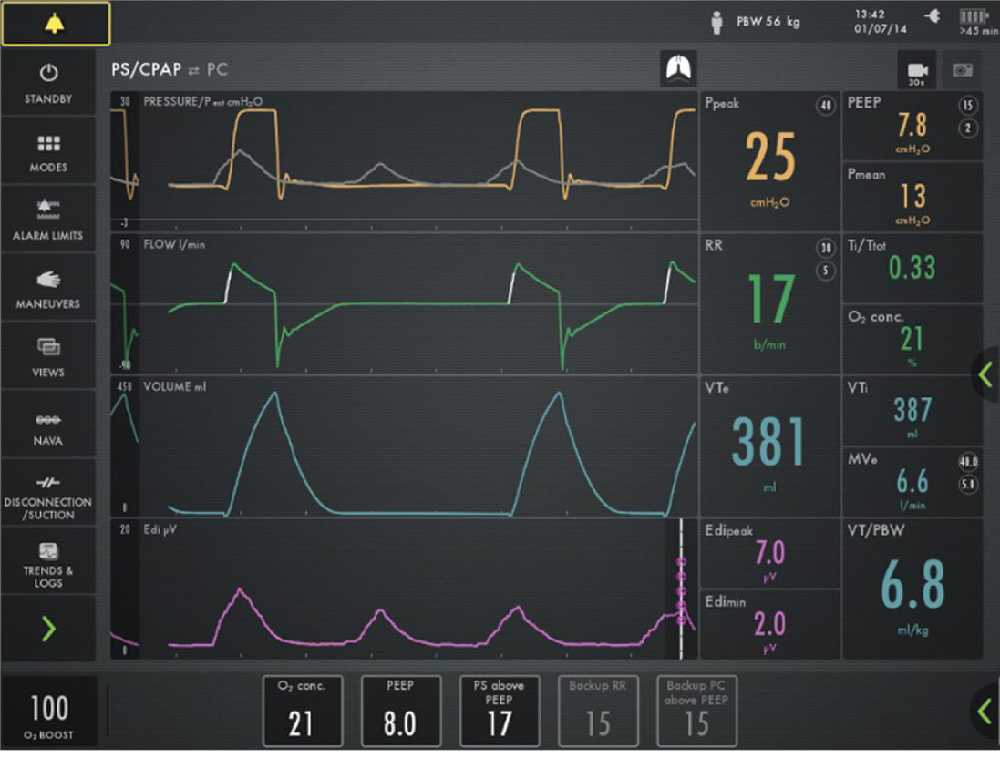 PBW 56 kg
13:42
01/07/14
>45 min
STANDBY
MODES
ALARM LIMITS
MANEUVERS
VIEWS
NAVA
DISCONNECTION
/SUCTION
TRENDS &
LOGS
100
O₂ BOOST
PS/CPAP ⇄ PC
30s
30 PRESSURE/P est cmH₂O
-3
90 FLOW l/min
-90
450 VOLUME ml
0
20 Edi µV
0
Ppeak
40
25
cmH₂O
PEEP
15
7.8
2
cmH₂O
Pmean
13
cmH₂O
RR
30
5
17
b/min
Ti/Ttot
0.33
O₂ conc.
21
%
VTe
381
ml
VTi
387
ml
MVe
40.0
6.6
5.0
l/min
Edipeak
7.0
µV
Edimin
2.0
µV
VT/PBW
6.8
ml/kg
O₂ conc.
21
PEEP
8.0
PS above
PEEP
17
Backup RR
15
Backup PC
above PEEP
15